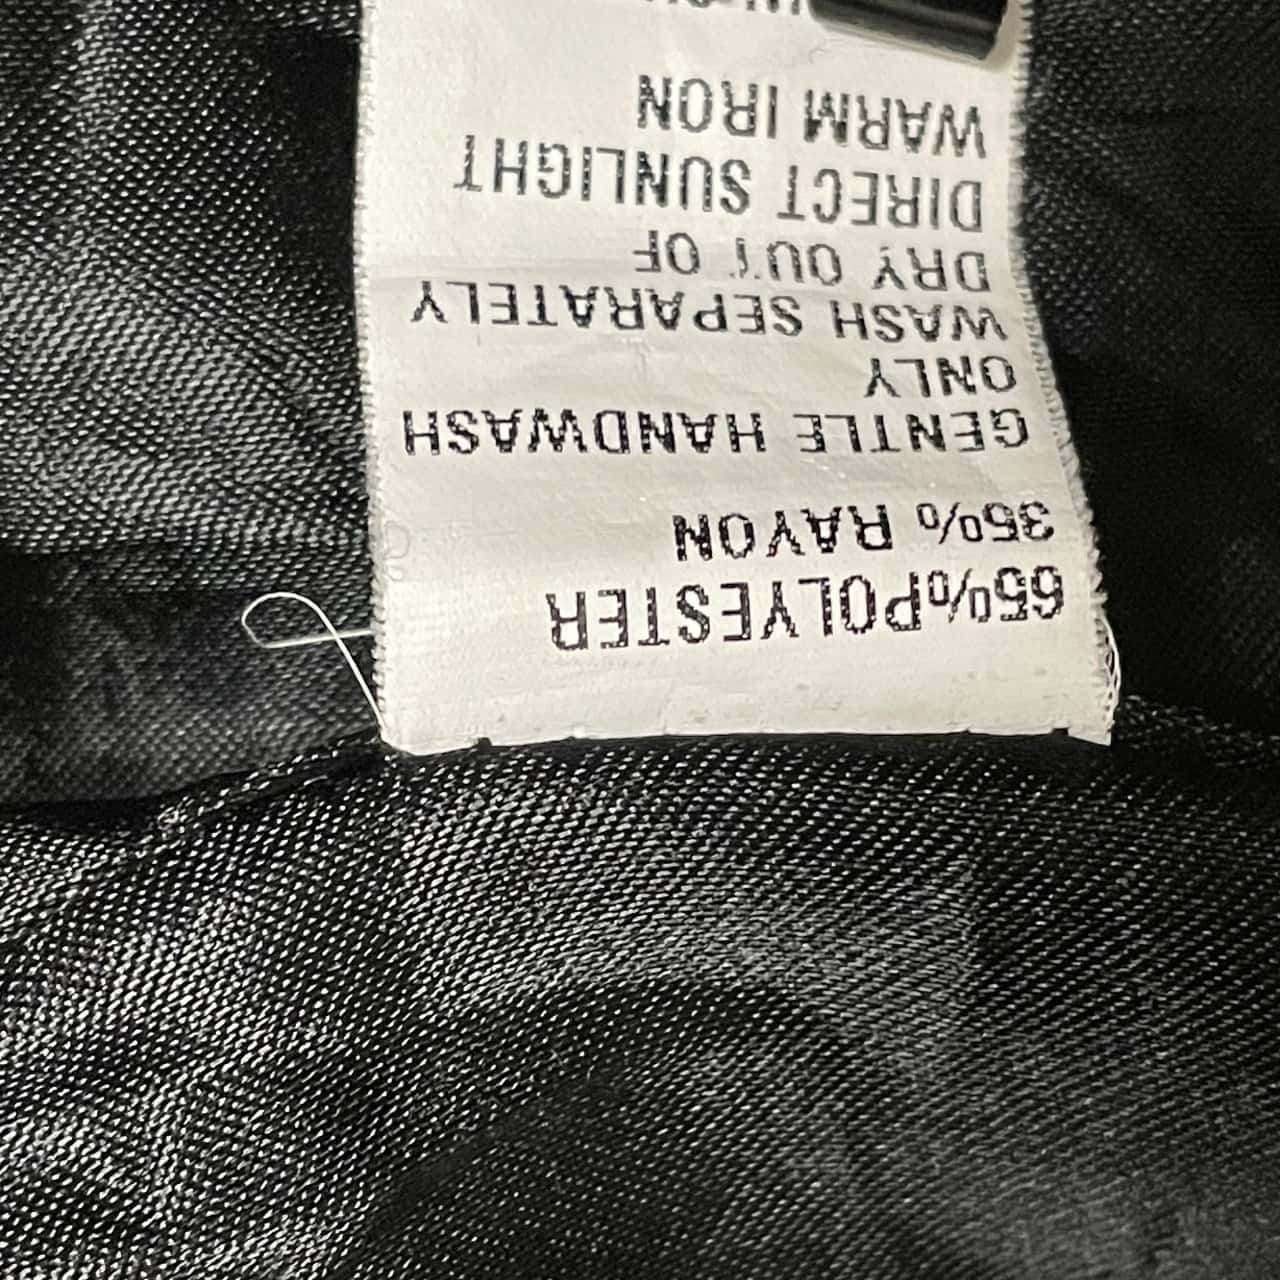 65%POLYESTER
35% RAYON
GENTLE HANDWASH
ONLY
WASH SEPARATELY
DRY OUT OF
DIRECT SUNLIGHT
WARM IRON